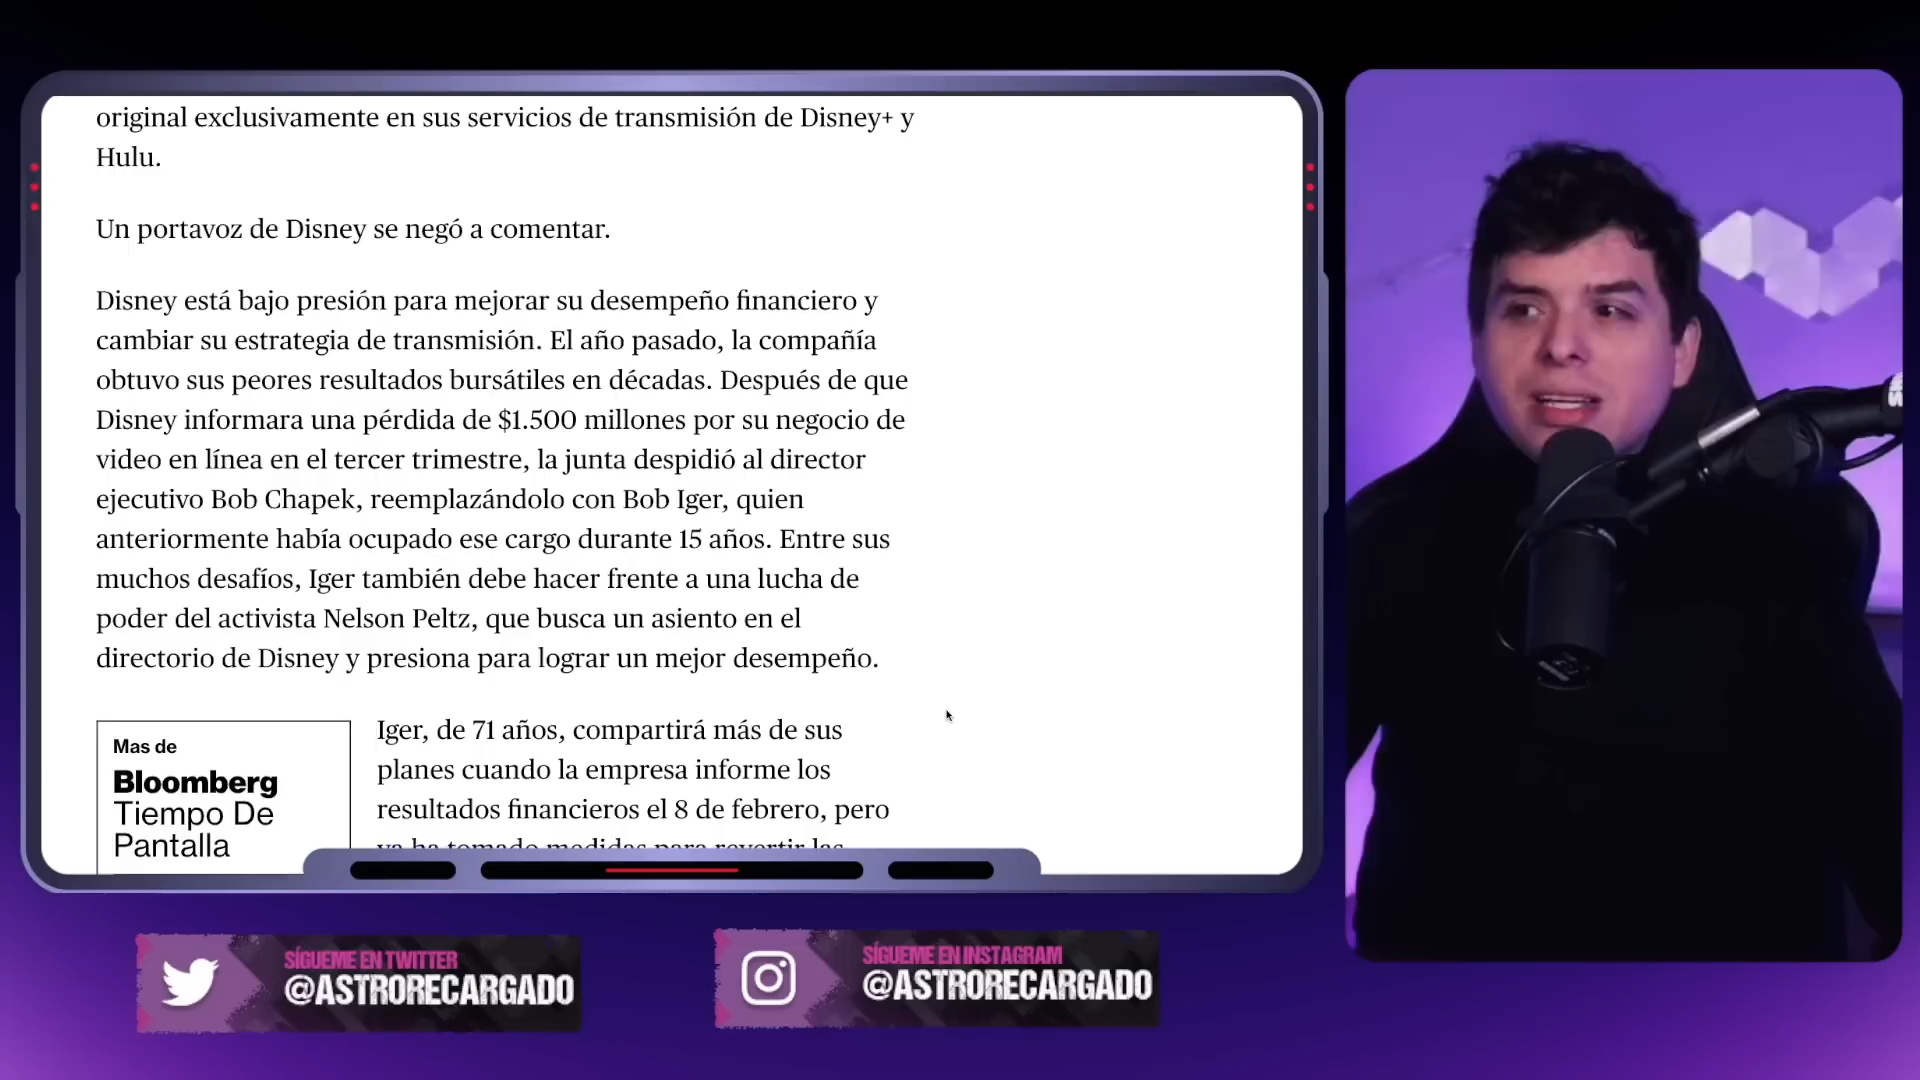 original exclusivamente en sus servicios de transmisión de Disney+ y
Hulu.
Un portavoz de Disney se negó a comentar.
Disney está bajo presión para mejorar su desempeño financiero y
cambiar su estrategia de transmisión. El año pasado, la compañía
obtuvo sus peores resultados bursátiles en décadas. Después de que
Disney informara una pérdida de $1.500 millones por su negocio de
video en línea en el tercer trimestre, la junta despidió al director
ejecutivo Bob Chapek, reemplazándolo con Bob Iger, quien
anteriormente había ocupado ese cargo durante 15 años. Entre sus
muchos desafíos, Iger también debe hacer frente a una lucha de
poder del activista Nelson Peltz, que busca un asiento en el
directorio de Disney y presiona para lograr un mejor desempeño.
Mas de
Bloomberg
Tiempo De
Pantalla
Iger, de 71 años, compartirá más de sus
planes cuando la empresa informe los
resultados financieros el 8 de febrero, pero
ya ha tomado medidas para revertir las
SÍGUEME EN TWITTER
@ASTRORECARGADO
SÍGUEME EN INSTAGRAM
@ASTRORECARGADO